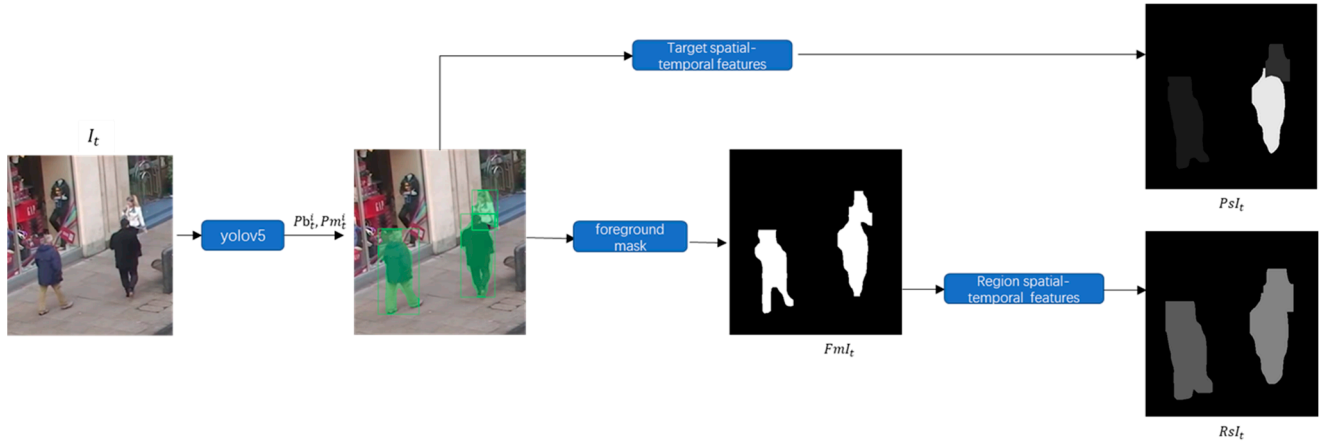 Target spatial-
temporal features
I_t
PsI_t
yolov5
Pb_t^i, Pm_t^i
foreground
mask
Region spatial-
temporal features
FmI_t
RsI_t